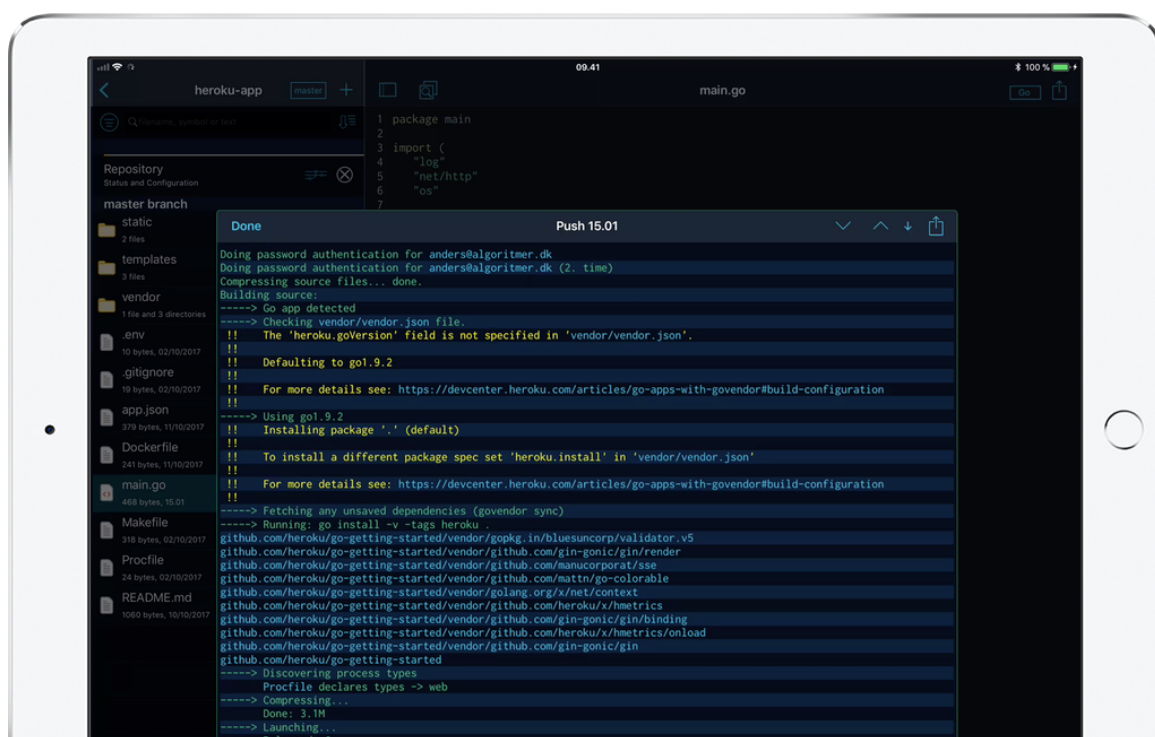 09.41
100 %
heroku-app
master
main.go
Go
filename, symbol or text
Repository
Status and Configuration
master branch
static
2 files
templates
3 files
vendor
1 file and 3 directories
.env
10 bytes, 02/10/2017
.gitignore
19 bytes, 02/10/2017
app.json
379 bytes, 11/10/2017
Dockerfile
241 bytes, 11/10/2017
main.go
468 bytes, 15.01
Makefile
318 bytes, 02/10/2017
Procfile
24 bytes, 02/10/2017
README.md
1060 bytes, 10/10/2017
1 package main
2
3 import (
4 "log"
5 "net/http"
6 "os"
7
Done
Push 15.01
Doing password authentication for anders@algoritmer.dk
Doing password authentication for anders@algoritmer.dk (2. time)
Compressing source files... done.
Building source:
-----> Go app detected
-----> Checking vendor/vendor.json file.
!! The 'heroku.goVersion' field is not specified in 'vendor/vendor.json'.
!!
!! Defaulting to go1.9.2
!!
!! For more details see: https://devcenter.heroku.com/articles/go-apps-with-govendor#build-configuration
!!
-----> Using go1.9.2
!! Installing package '.' (default)
!!
!! To install a different package spec set 'heroku.install' in 'vendor/vendor.json'
!!
!! For more details see: https://devcenter.heroku.com/articles/go-apps-with-govendor#build-configuration
!!
-----> Fetching any unsaved dependencies (govendor sync)
-----> Running: go install -v -tags heroku .
github.com/heroku/go-getting-started/vendor/gopkg.in/bluesuncorp/validator.v5
github.com/heroku/go-getting-started/vendor/github.com/gin-gonic/gin/render
github.com/heroku/go-getting-started/vendor/github.com/manucorporat/sse
github.com/heroku/go-getting-started/vendor/github.com/mattn/go-colorable
github.com/heroku/go-getting-started/vendor/golang.org/x/net/context
github.com/heroku/go-getting-started/vendor/github.com/heroku/x/hmetrics
github.com/heroku/go-getting-started/vendor/github.com/gin-gonic/gin/binding
github.com/heroku/go-getting-started/vendor/github.com/heroku/x/hmetrics/onload
github.com/heroku/go-getting-started/vendor/github.com/gin-gonic/gin
github.com/heroku/go-getting-started
-----> Discovering process types
Procfile declares types -> web
-----> Compressing...
Done: 3.1M
-----> Launching...